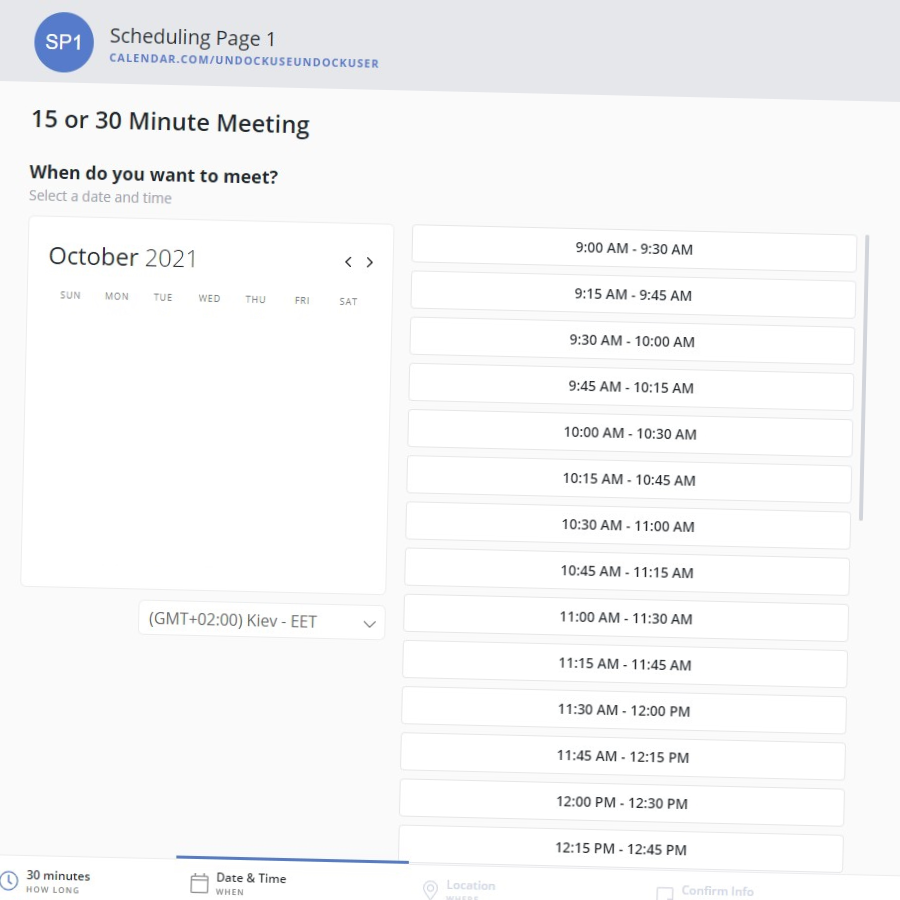 SP1
Scheduling Page 1
CALENDAR.COM/UNDOCKUSEUNDOCKUSER
15 or 30 Minute Meeting
When do you want to meet?
Select a date and time
October 2021
SUN MON TUE WED THU FRI SAT
(GMT+02:00) Kiev - EET
9:00 AM - 9:30 AM
9:15 AM - 9:45 AM
9:30 AM - 10:00 AM
9:45 AM - 10:15 AM
10:00 AM - 10:30 AM
10:15 AM - 10:45 AM
10:30 AM - 11:00 AM
10:45 AM - 11:15 AM
11:00 AM - 11:30 AM
11:15 AM - 11:45 AM
11:30 AM - 12:00 PM
11:45 AM - 12:15 PM
12:00 PM - 12:30 PM
12:15 PM - 12:45 PM
30 minutes
HOW LONG
Date & Time
WHEN
Location
WHERE
Confirm Info